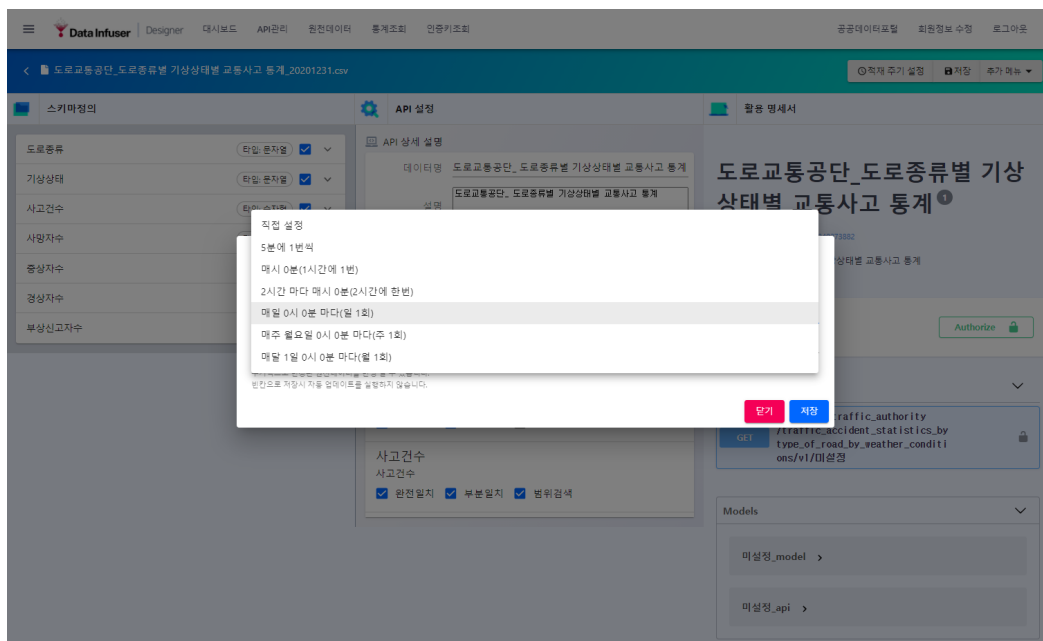 Data Infuser Designer 대시보드 API관리 원천데이터 통계조회 인증키조회 공공데이터포털 회원정보 수정 로그아웃
도로교통공단_도로종류별 기상상태별 교통사고 통계_20201231.csv 적재 주기 설정 저장 추가 메뉴
스키마정의
도로종류 타입: 문자열
기상상태 타입: 문자열
사고건수
사망자수
중상자수
경상자수
부상신고자수
API 설정
API 상세 설명
데이터명 도로교통공단_ 도로종류별 기상상태별 교통사고 통계
설명 도로교통공단_ 도로종류별 기상상태별 교통사고 통계
직접 설정
5분에 1번씩
매시 0분(1시간에 1번)
2시간 마다 매시 0분(2시간에 한번)
매일 0시 0분 마다(일 1회)
매주 월요일 0시 0분 마다(주 1회)
매달 1일 0시 0분 마다(월 1회)
빈칸으로 저장시 자동 업데이트를 실행하지 않습니다.
닫기 저장
사고건수
사고건수
완전일치 부분일치 범위검색
활용 명세서
도로교통공단_도로종류별 기상
상태별 교통사고 통계 1
상태별 교통사고 통계
Authorize
GET
raffic_authority
/traffic_accident_statistics_by
type_of_road_by_weather_conditi
ons/v1/미설정
Models
미설정_model
미설정_api